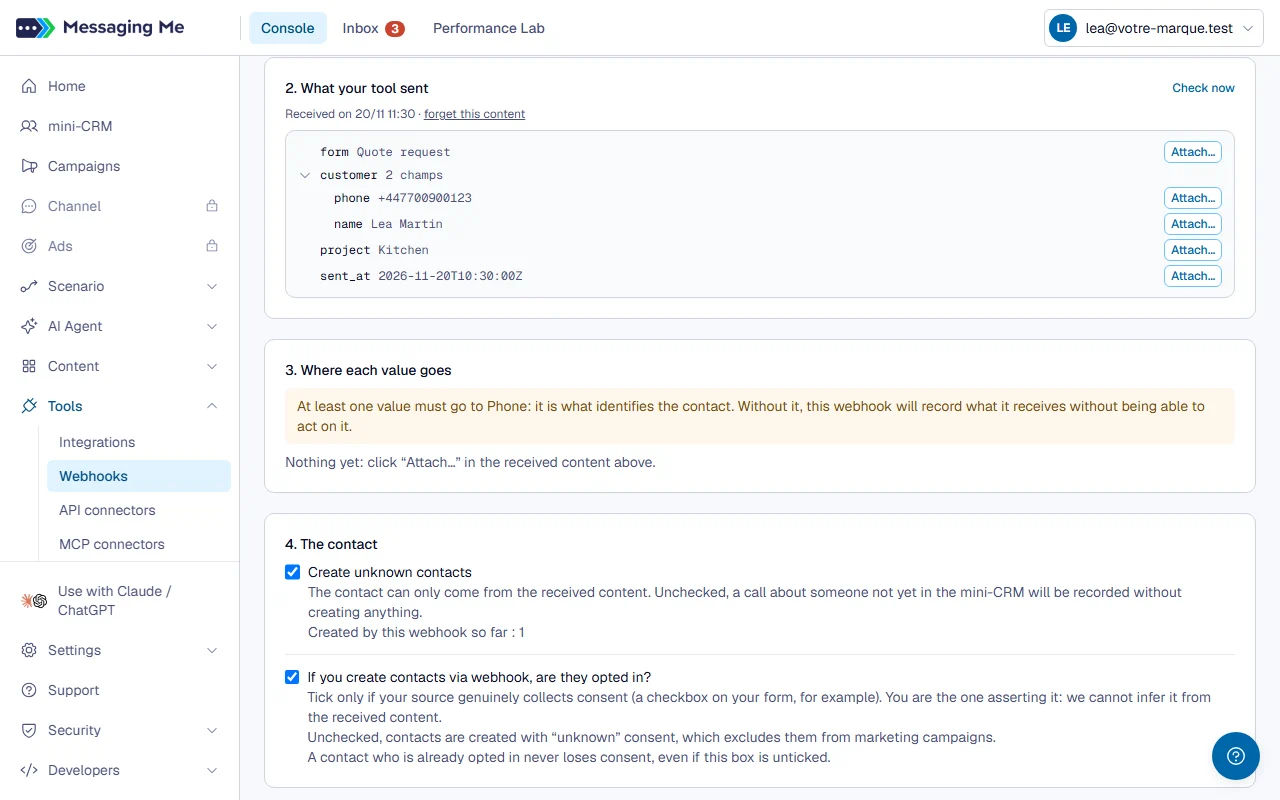 Messaging Me
Console
Inbox 3
Performance Lab
LE lea@votre-marque.test
Home
mini-CRM
Campaigns
Channel
Ads
Scenario
AI Agent
Content
Tools
Integrations
Webhooks
API connectors
MCP connectors
Use with Claude /
ChatGPT
Settings
Support
Security
Developers
2. What your tool sent
Check now
Received on 20/11 11:30 · forget this content
form Quote request Attach…
customer 2 champs
phone +447700900123 Attach…
name Lea Martin Attach…
project Kitchen Attach…
sent_at 2026-11-20T10:30:00Z Attach…
3. Where each value goes
At least one value must go to Phone: it is what identifies the contact. Without it, this webhook will record what it receives without being able to
act on it.
Nothing yet: click “Attach…” in the received content above.
4. The contact
Create unknown contacts
The contact can only come from the received content. Unchecked, a call about someone not yet in the mini-CRM will be recorded without
creating anything.
Created by this webhook so far : 1
If you create contacts via webhook, are they opted in?
Tick only if your source genuinely collects consent (a checkbox on your form, for example). You are the one asserting it: we cannot infer it from
the received content.
Unchecked, contacts are created with “unknown” consent, which excludes them from marketing campaigns.
A contact who is already opted in never loses consent, even if this box is unticked.